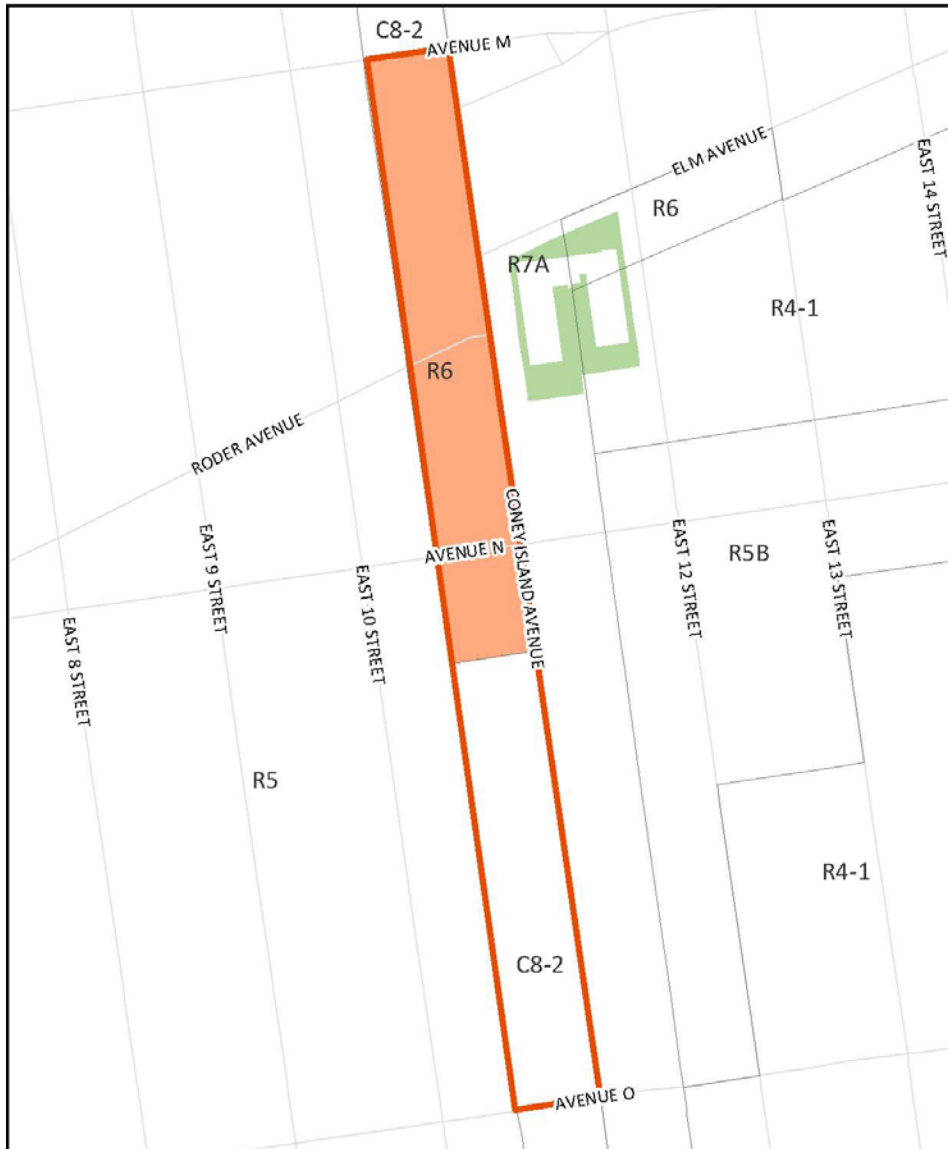 C8-2
AVENUE M
ELM AVENUE
EAST 14 STREET
R6
R7A
R4-1
R6
RODER AVENUE
CONEY ISLAND AVENUE
AVENUE N
EAST 9 STREET
EAST 10 STREET
EAST 12 STREET
R5B
EAST 13 STREET
EAST 8 STREET
R5
R4-1
C8-2
AVENUE O